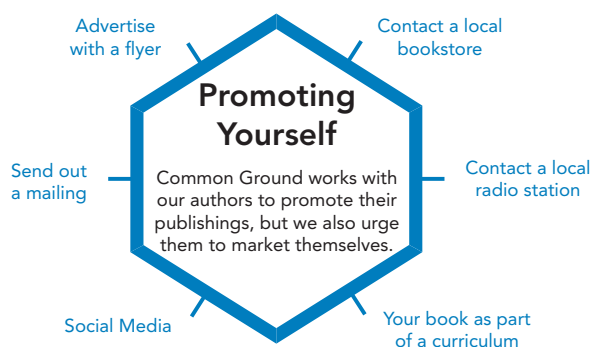 Advertise
with a flyer
Contact a local
bookstore
Promoting
Yourself
Common Ground works with
our authors to promote their
publishings, but we also urge
them to market themselves.
Send out
a mailing
Contact a local
radio station
Social Media
Your book as part
of a curriculum